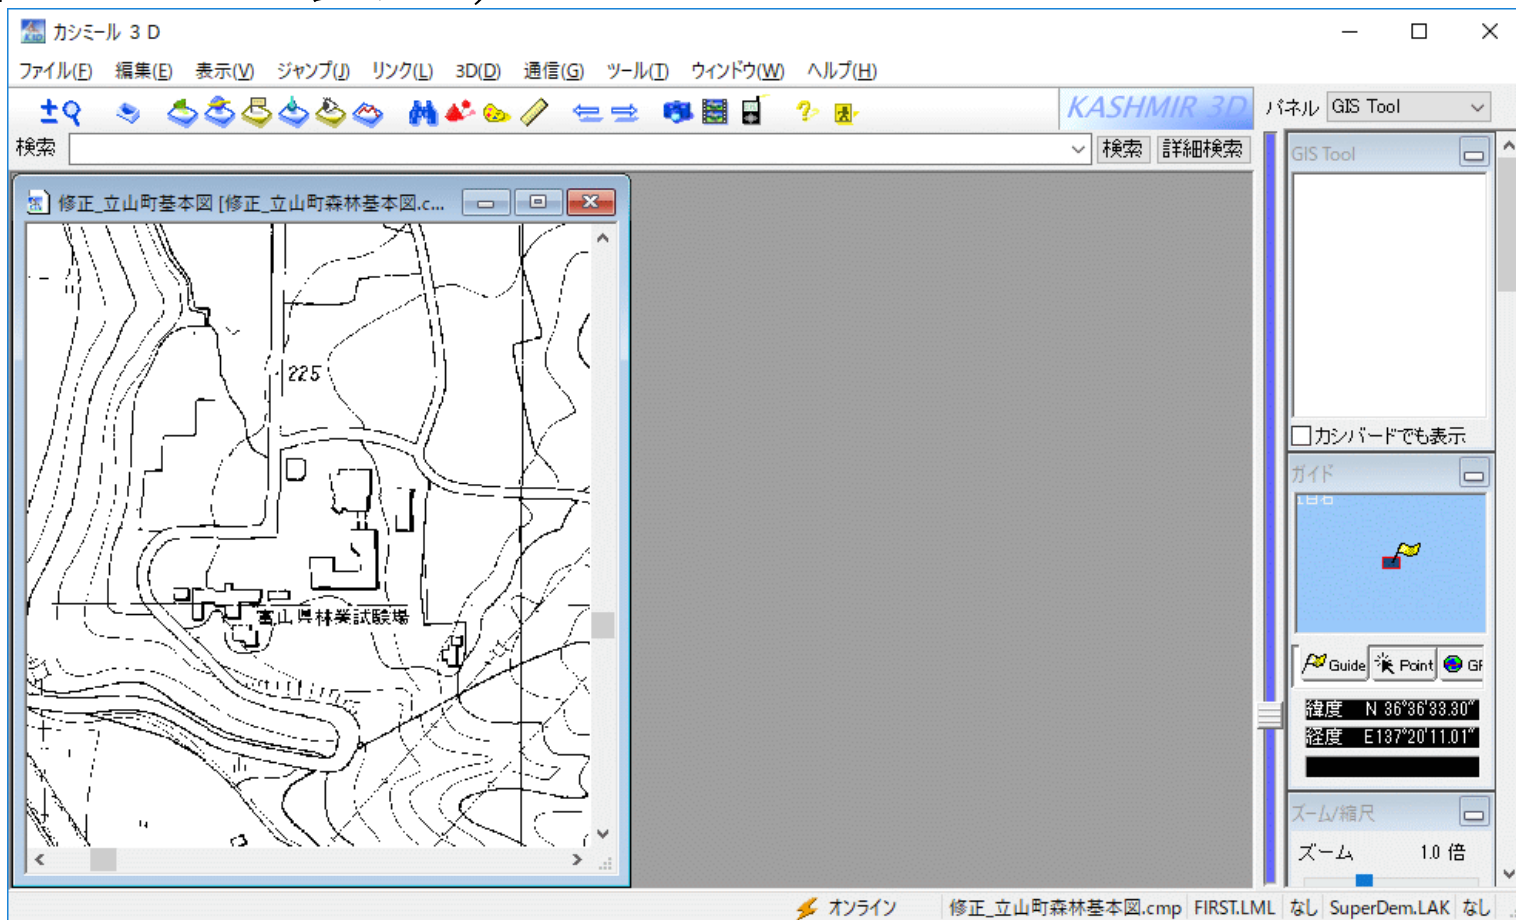 カシミール 3D
ファイル(F) 編集(E) 表示(V) ジャンプ(J) リンク(L) 3D(D) 通信(G) ツール(T) ウィンドウ(W) ヘルプ(H)
KASHMIR 3D
パネル GIS Tool
検索 検索 詳細検索
GIS Tool
修正_立山町基本図 [修正_立山町森林基本図.c...
225
富山県林業試験場
カシバードでも表示
ガイド
Guide Point GF
緯度 N 36°36'33.30"
経度 E137°20'11.01"
ズーム/縮尺
ズーム 1.0 倍
オンライン 修正_立山町森林基本図.cmp FIRST.LML なし SuperDem.LAK なし